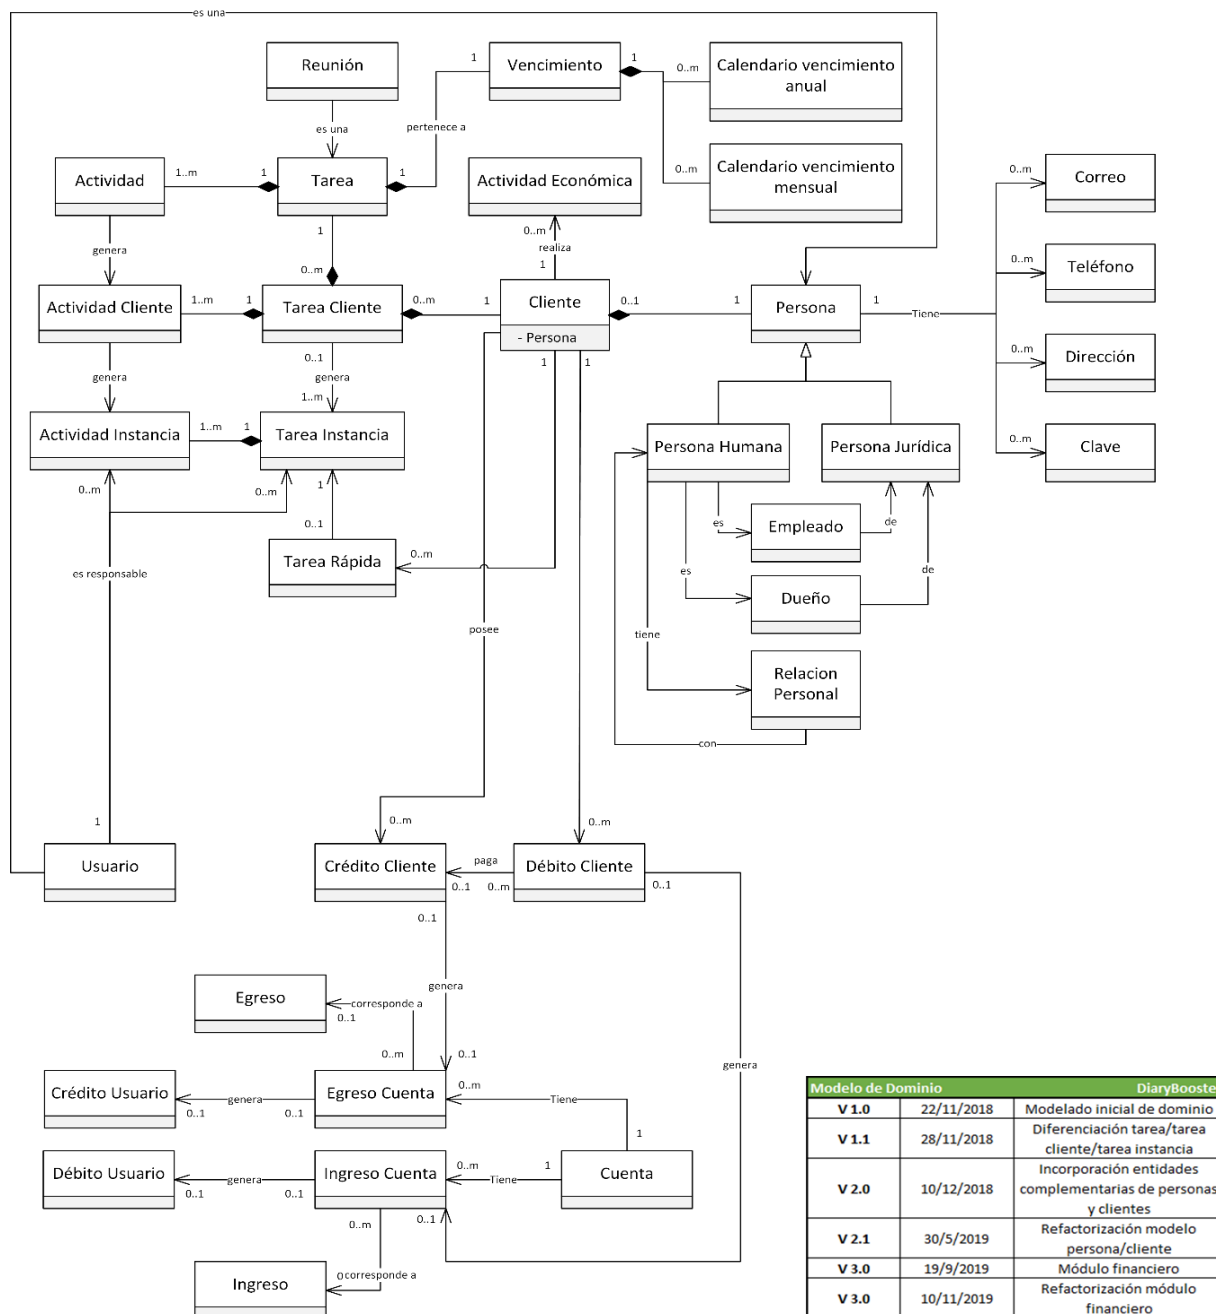 es una
Reunión
Vencimiento
Calendario vencimiento
anual
1
1
0..m
es una
pertenece a
Actividad
1..m
1
Tarea
1
Actividad Económica
0..m
Calendario vencimiento
mensual
0..m
Correo
genera
1
0..m
0..m
realiza
1
0..m
Teléfono
Actividad Cliente
1..m
1
Tarea Cliente
0..m
1
Cliente
- Persona
0..1
1
Persona
1
Tiene
0..m
Dirección
genera
0..1
genera
1..m
1
1
0..m
Clave
Actividad Instancia
1..m
1
Tarea Instancia
Persona Humana
Persona Jurídica
0..m
0..m
1
0..1
es
Empleado
de
Tarea Rápida
0..m
es responsable
es
Dueño
de
posee
tiene
Relacion
Personal
con
1
0..m
0..m
Usuario
Crédito Cliente
paga
0..1
0..m
Débito Cliente
0..1
0..1
genera
Egreso
corresponde a
0..1
0..m
0..1
genera
Crédito Usuario
genera
0..1
0..1
Egreso Cuenta
0..m
Tiene
1
Débito Usuario
genera
0..1
0..1
Ingreso Cuenta
0..m
Tiene
1
Cuenta
0..m
0..1
Ingreso
0
corresponde a
Modelo de Dominio
DiaryBooste
V 1.0
22/11/2018
Modelado inicial de dominio
V 1.1
28/11/2018
Diferenciación tarea/tarea
cliente/tarea instancia
V 2.0
10/12/2018
Incorporación entidades
complementarias de personas
y clientes
V 2.1
30/5/2019
Refactorización modelo
persona/cliente
V 3.0
19/9/2019
Módulo financiero
V 3.0
10/11/2019
Refactorización módulo
financiero